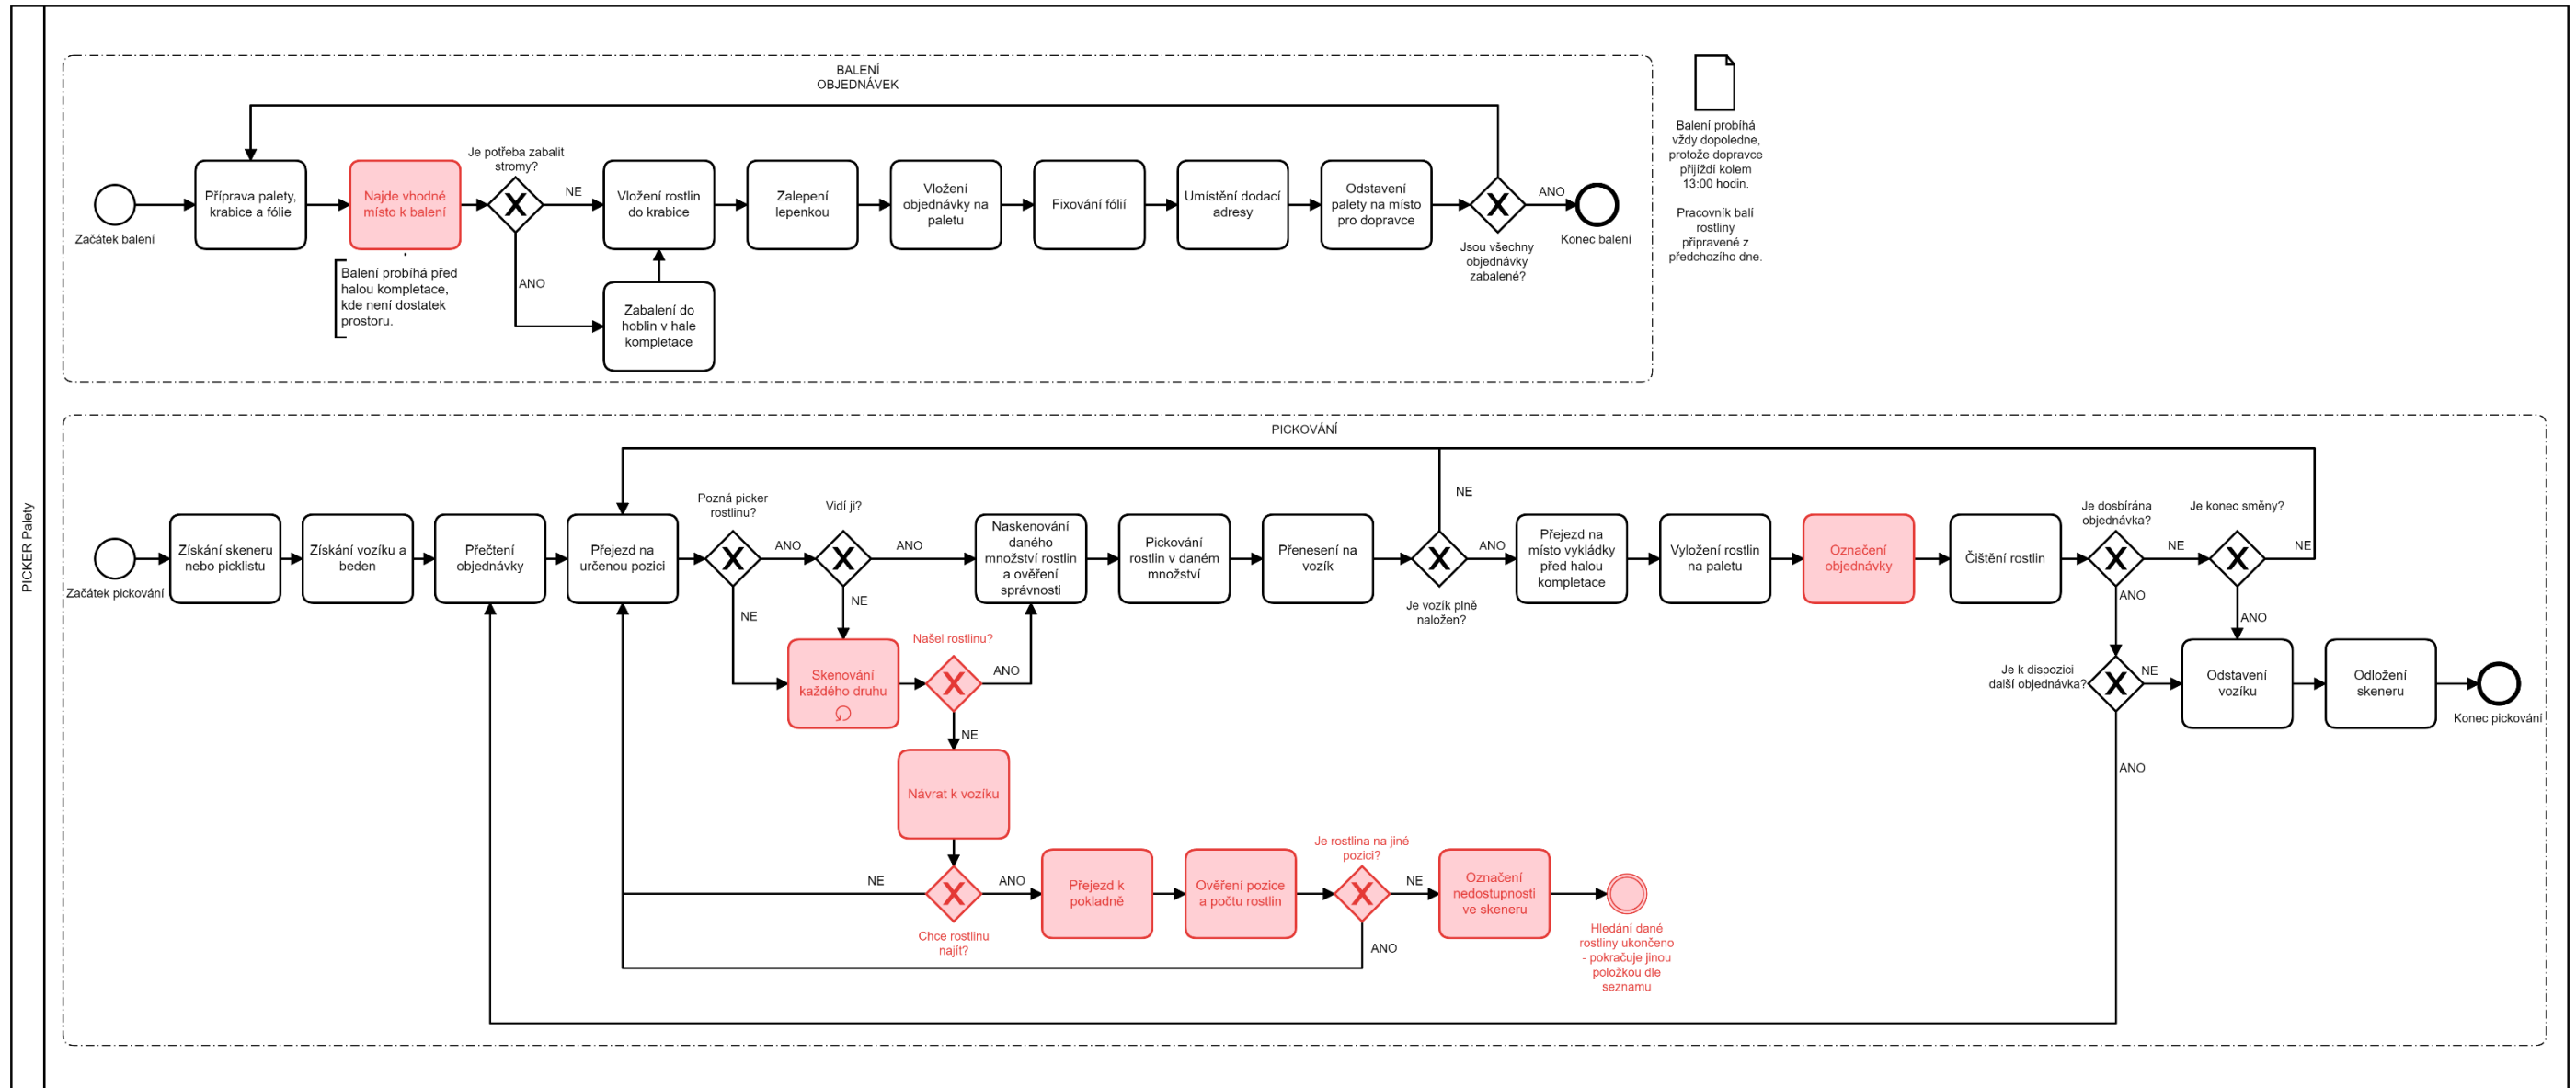 PICKER Palety
BALENÍ
OBJEDNÁVEK
Začátek balení
Příprava palety,
krabice a fólie
Najde vhodné
místo k balení
Balení probíhá před
halou kompletace,
kde není dostatek
prostoru.
Je potřeba zabalit
stromy?
NE
ANO
Zabalení do
hoblin v hale
kompletace
Vložení rostlin
do krabice
Zalepení
lepenkou
Vložení
objednávky na
paletu
Fixování fólií
Umístění dodací
adresy
Odstavení
palety na místo
pro dopravce
Jsou všechny
objednávky
zabalené?
ANO
Konec balení
Balení probíhá
vždy dopoledne,
protože dopravce
přijíždí kolem
13:00 hodin.
Pracovník balí
rostliny
připravené z
předchozího dne.
PICKOVÁNÍ
Začátek pickování
Získání skeneru
nebo picklistu
Získání vozíku a
beden
Přečtení
objednávky
Přejezd na
určenou pozici
Pozná picker
rostlinu?
ANO
NE
Vidí ji?
ANO
NE
Skenování
každého druhu
Našel rostlinu?
ANO
NE
Návrat k vozíku
Chce rostlinu
najít?
NE
ANO
Přejezd k
pokladně
Ověření pozice
a počtu rostlin
Je rostlina na jiné
pozici?
NE
ANO
Označení
nedostupnosti
ve skeneru
Hledání dané
rostliny ukončeno
- pokračuje jinou
položkou dle
seznamu
Naskenování
daného
množství rostlin
a ověření
správnosti
Pickování
rostlin v daném
množství
Přenesení na
vozík
Je vozík plně
naložen?
NE
ANO
Přejezd na
místo vykládky
před halou
kompletace
Vyložení rostlin
na paletu
Označení
objednávky
Čištění rostlin
Je dosbírána
objednávka?
NE
ANO
Je konec směny?
NE
ANO
Je k dispozici
další objednávka?
NE
ANO
Odstavení
vozíku
Odložení
skeneru
Konec pickování